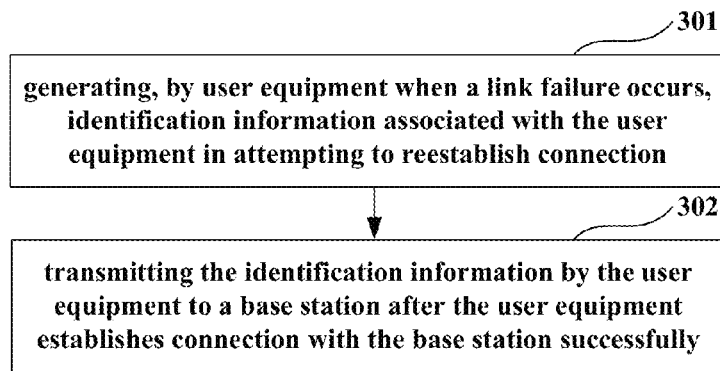 301
generating, by user equipment when a link failure occurs,
identification information associated with the user
equipment in attempting to reestablish connection
302
transmitting the identification information by the user
equipment to a base station after the user equipment
establishes connection with the base station successfully